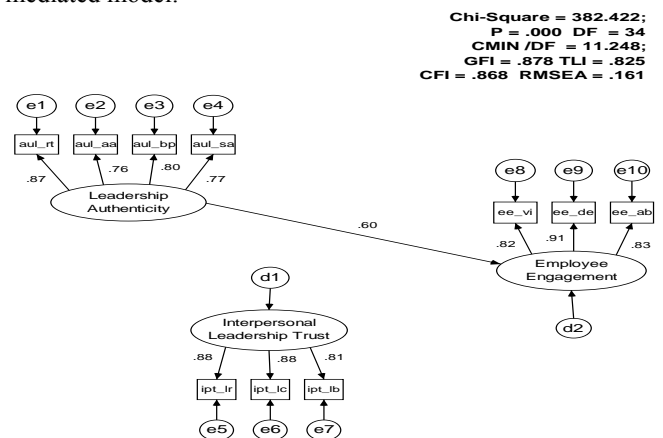 mediated model.
Chi-Square = 382.422;
P = .000 DF = 34
CMIN /DF = 11.248;
GFI = .878 TLI = .825
CFI = .868 RMSEA = .161
e1 e2 e3 e4
aul_rt aul_aa aul_bp aul_sa
.87 .76 .80 .77
Leadership
Authenticity
e8 e9 e10
ee_vi ee_de ee_ab
.60
.82 .91 .83
Employee
Engagement
d1
d2
Interpersonal
Leadership Trust
.88 .88 .81
ipt_lr ipt_lc ipt_lb
e5 e6 e7